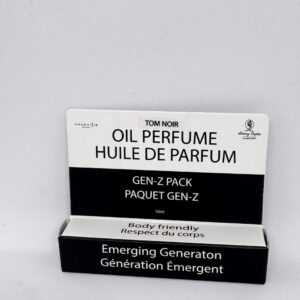 TOM NOIR
OIL PERFUME
HUILE DE PARFUM
GEN-Z PACK
PAQUET GEN-Z
10ml
Body friendly
Respect du corps
Emerging Generaton
Génération Émergent